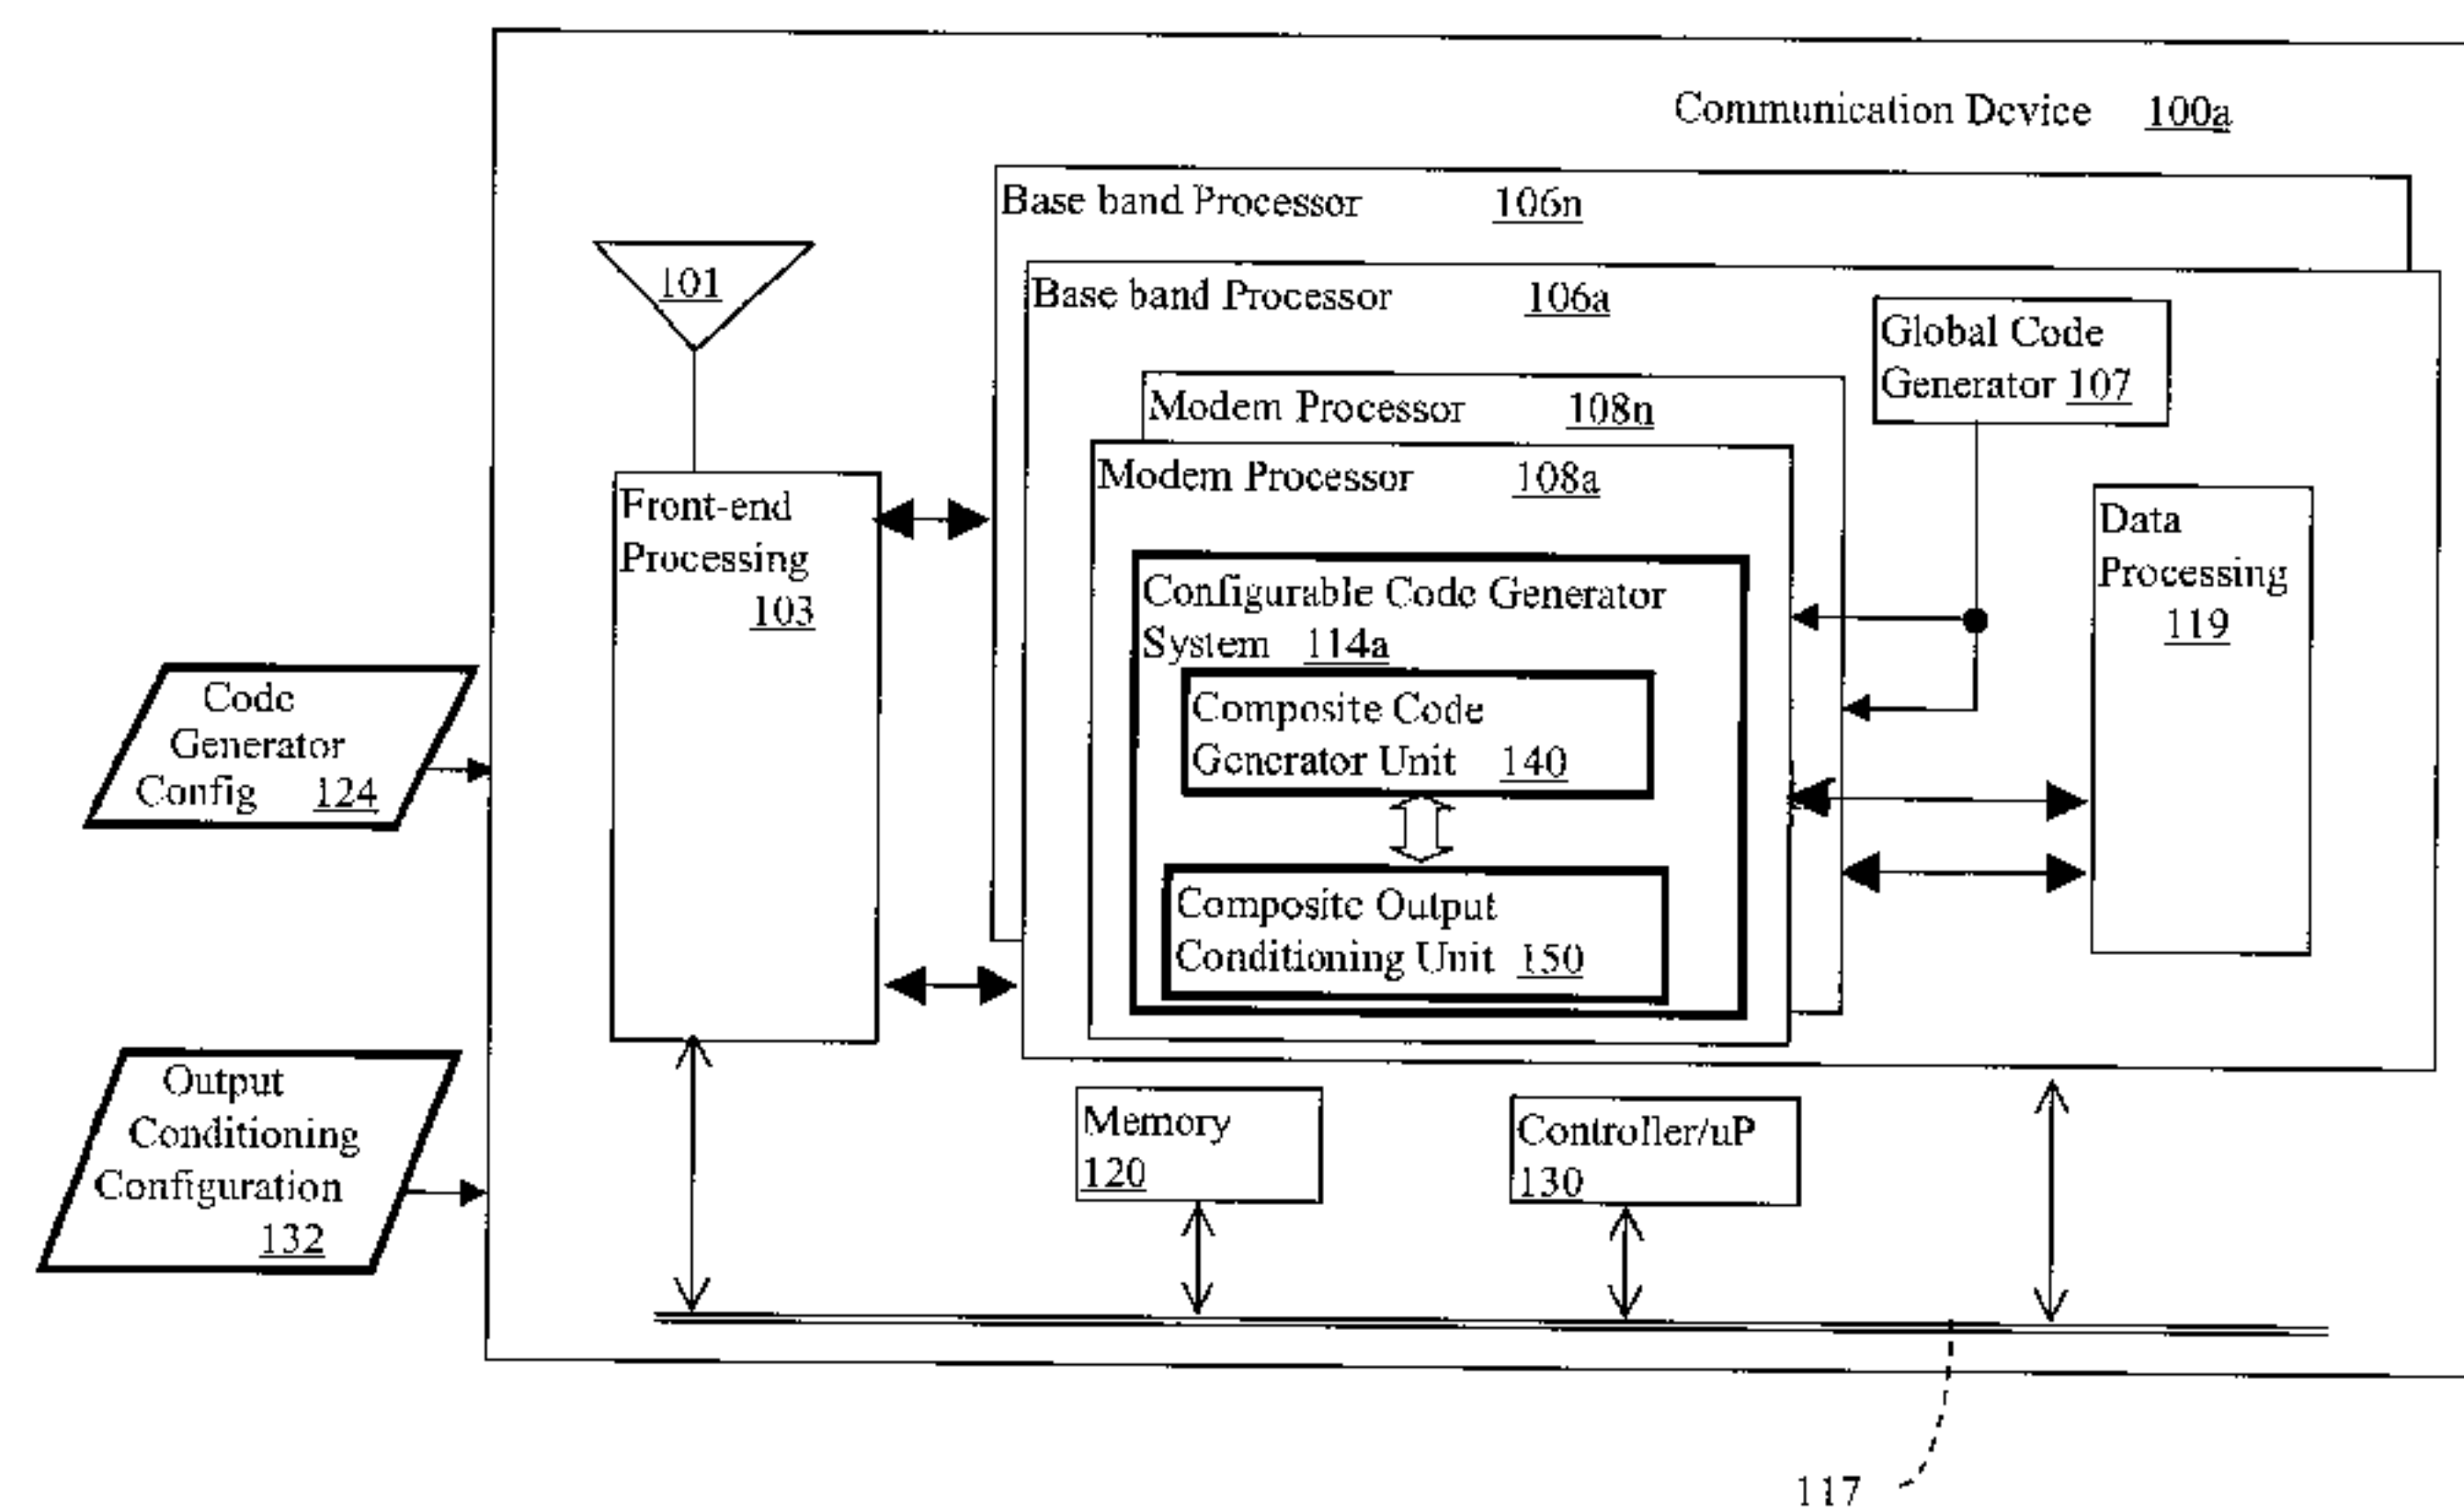 Communication Device 100a
Base band Processor 106n
101
Base band Processor 106a
Global Code
Generator 107
Modem Processor 108n
Modem Processor 108a
Front-end
Processing
103
Data
Processing
119
Configurable Code Generator
System 114a
Composite Code
Generator Unit 140
Code
Generator
Config 124
Composite Output
Conditioning Unit 150
Output
Conditioning
Configuration
132
Memory
120
Controller/uP
130
117